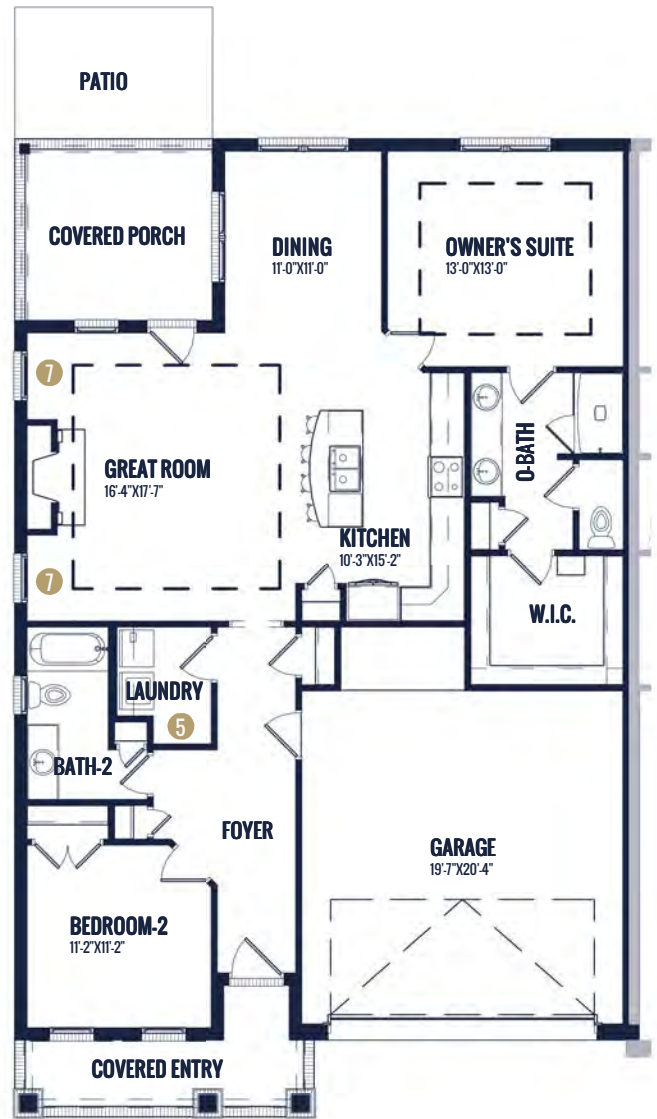 PATIO
COVERED PORCH
DINING
11'-0"X11'-0"
OWNER'S SUITE
13'-0"X13'-0"
7
GREAT ROOM
16'-4"X17'-7"
O-BATH
KITCHEN
10'-3"X15'-2"
7
W.I.C.
LAUNDRY
5
BATH-2
FOYER
GARAGE
19'-7"X20'-4"
BEDROOM-2
11'-2"X11'-2"
COVERED ENTRY